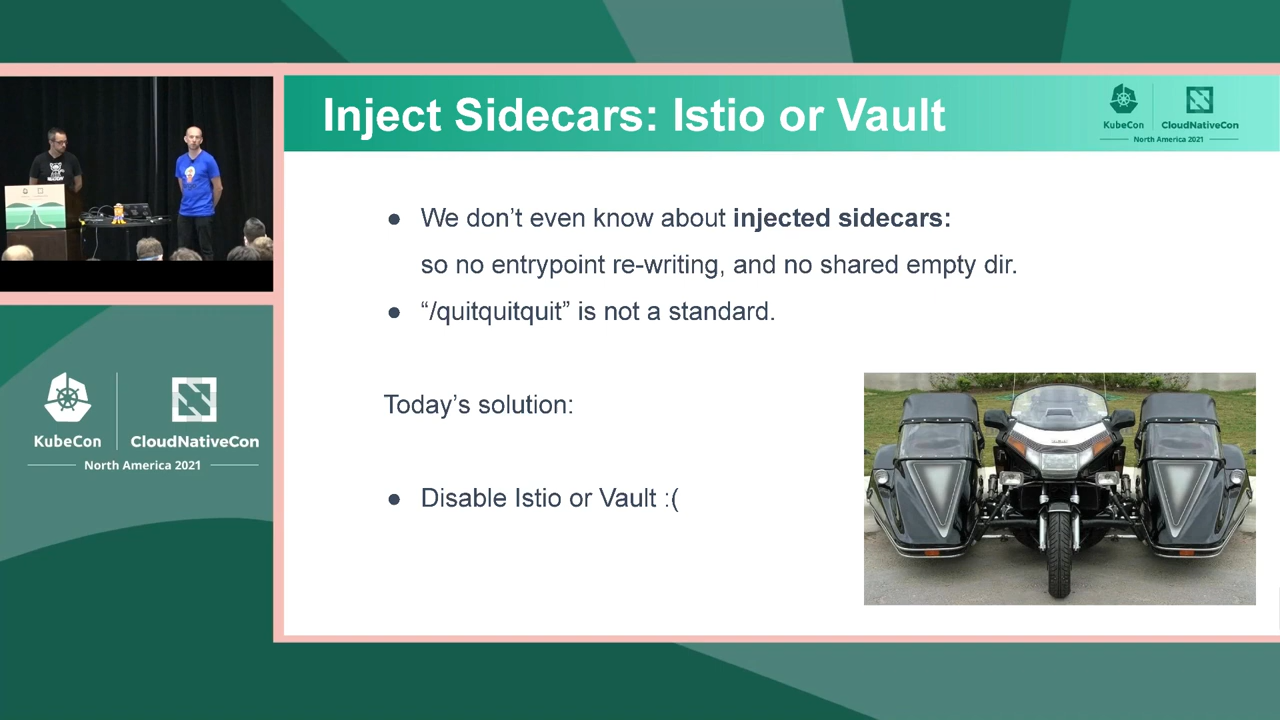 Inject Sidecars: Istio or Vault
KubeCon
CloudNativeCon
North America 2021
● We don’t even know about injected sidecars:
so no entrypoint re-writing, and no shared empty dir.
● “/quitquitquit” is not a standard.
Today’s solution:
● Disable Istio or Vault :(
KubeCon
CloudNativeCon
North America 2021